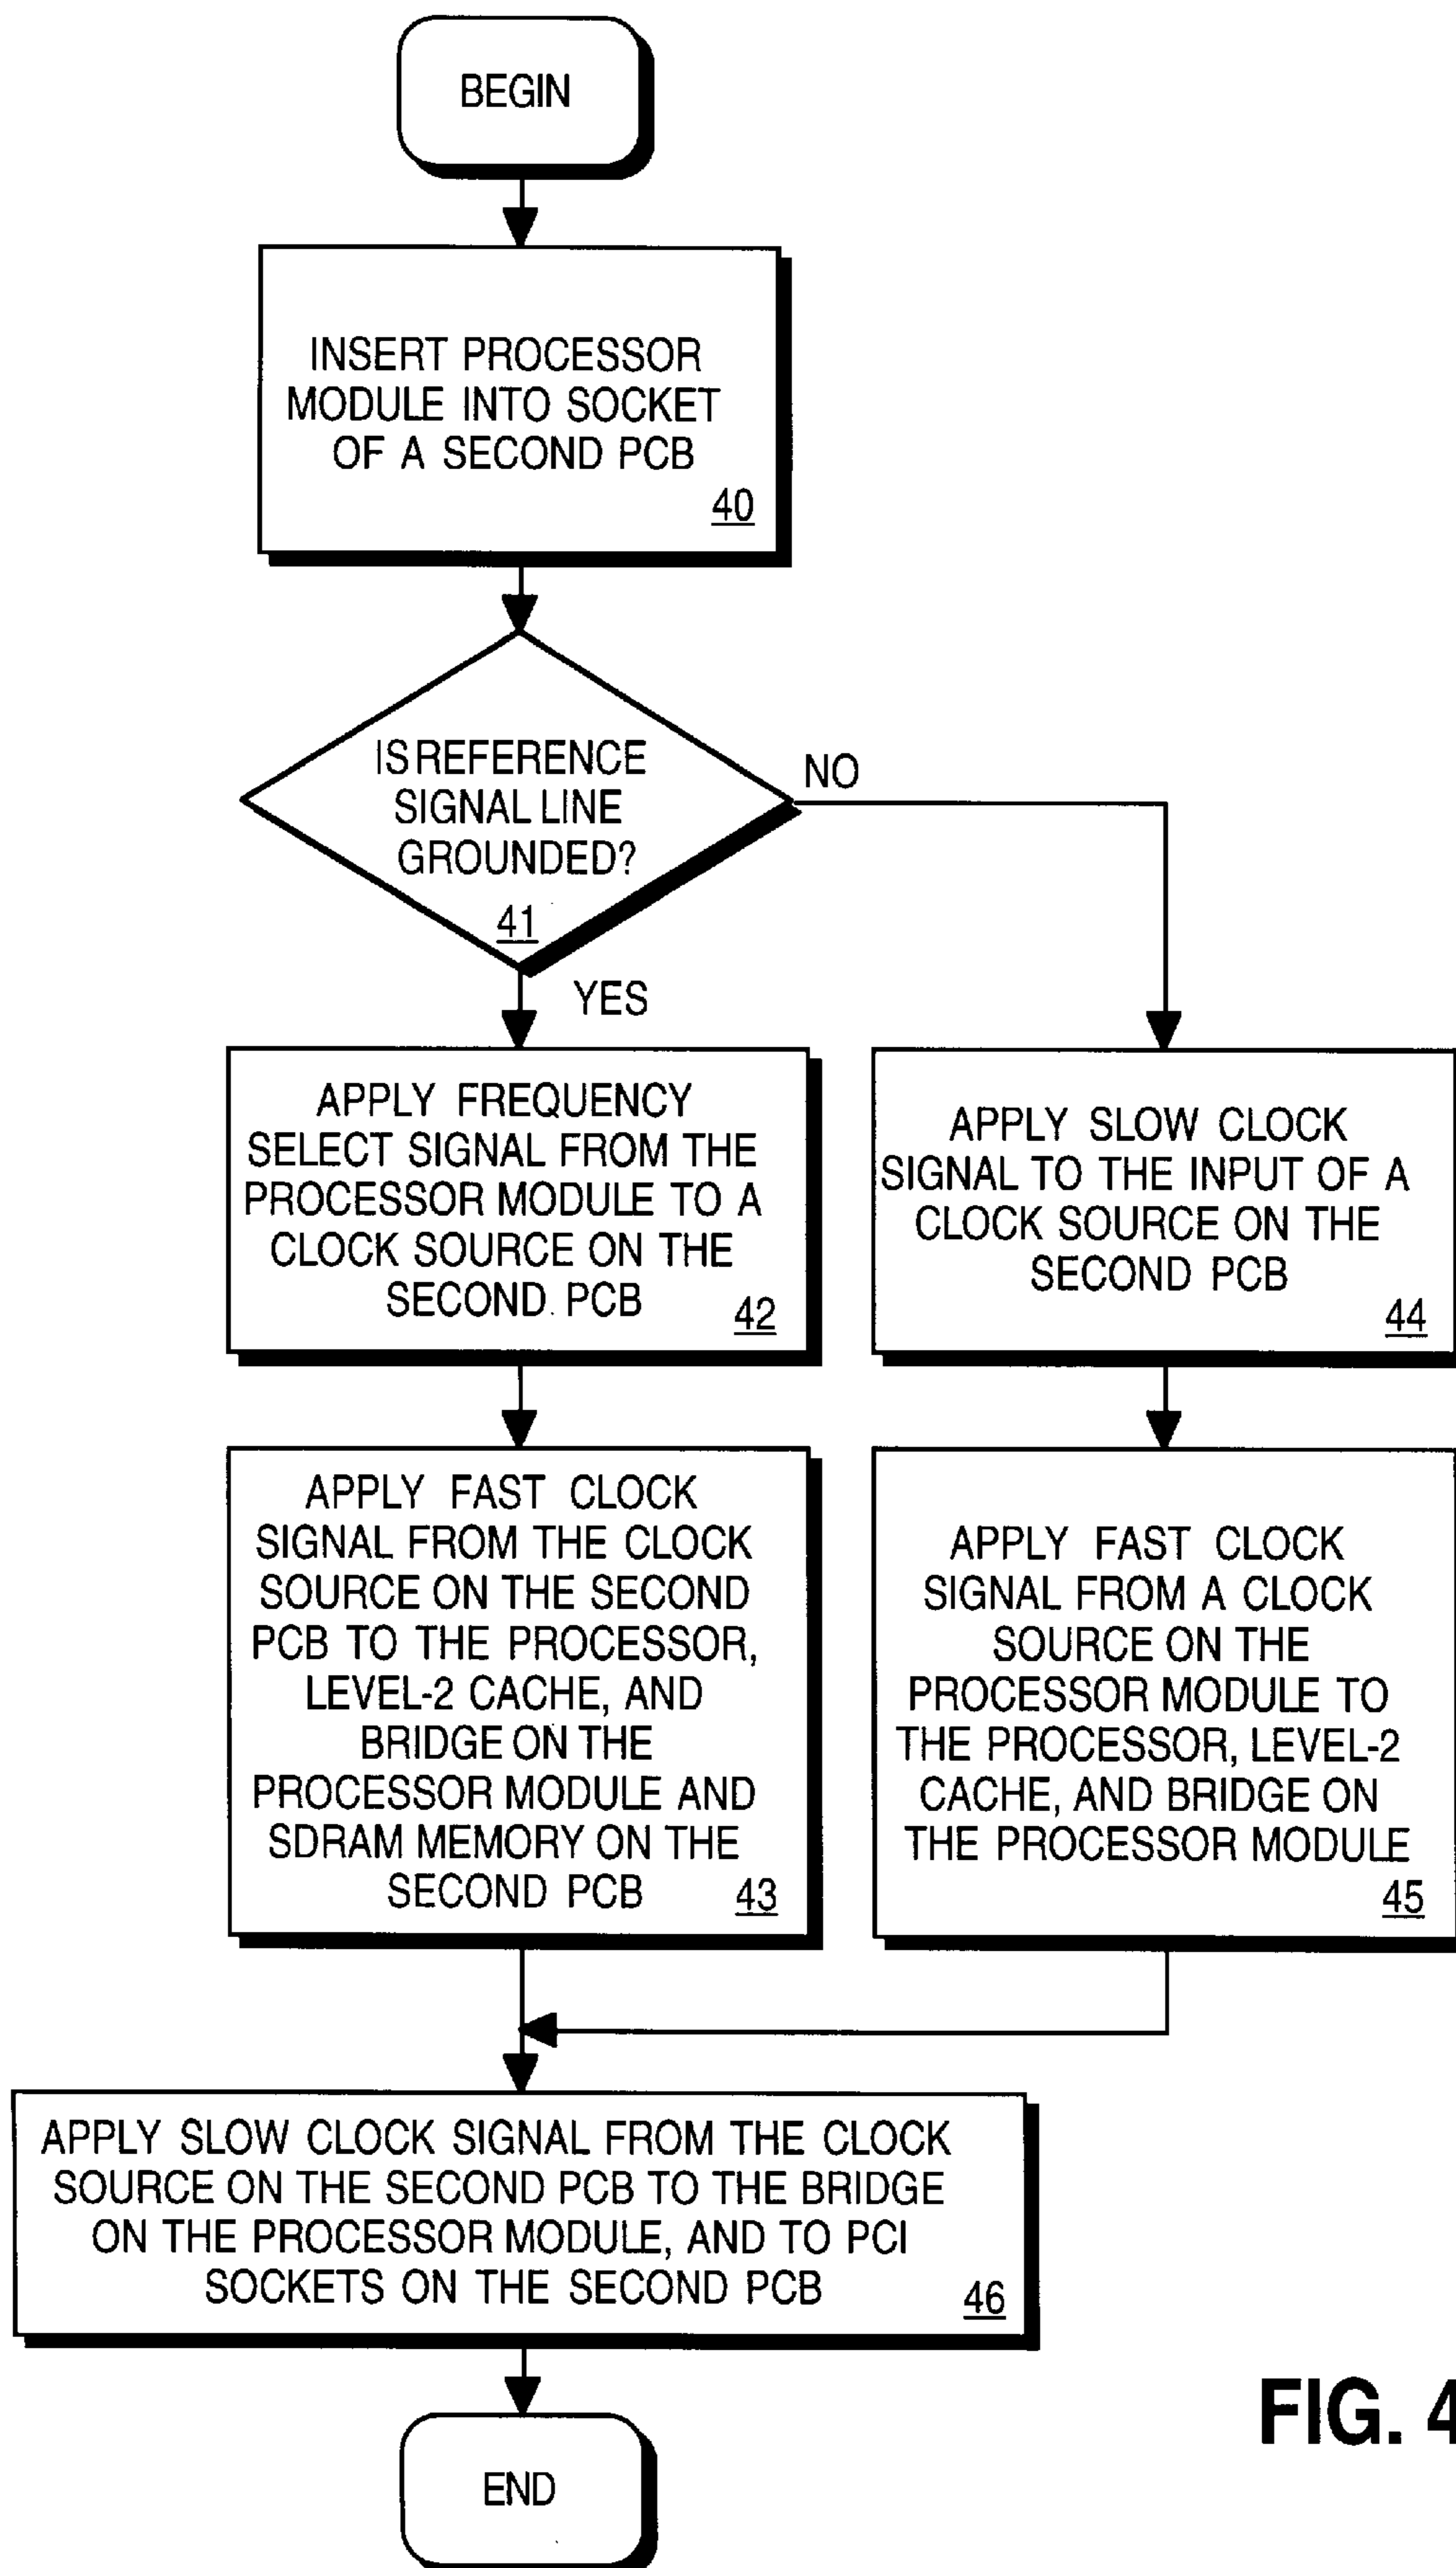 BEGIN
INSERT PROCESSOR
MODULE INTO SOCKET
OF A SECOND PCB
40
IS REFERENCE
SIGNAL LINE
GROUNDED?
41
NO
YES
APPLY FREQUENCY
SELECT SIGNAL FROM THE
PROCESSOR MODULE TO A
CLOCK SOURCE ON THE
SECOND PCB
42
APPLY SLOW CLOCK
SIGNAL TO THE INPUT OF A
CLOCK SOURCE ON THE
SECOND PCB
44
APPLY FAST CLOCK
SIGNAL FROM THE CLOCK
SOURCE ON THE SECOND
PCB TO THE PROCESSOR,
LEVEL-2 CACHE, AND
BRIDGE ON THE
PROCESSOR MODULE AND
SDRAM MEMORY ON THE
SECOND PCB
43
APPLY FAST CLOCK
SIGNAL FROM A CLOCK
SOURCE ON THE
PROCESSOR MODULE TO
THE PROCESSOR, LEVEL-2
CACHE, AND BRIDGE ON
THE PROCESSOR MODULE
45
APPLY SLOW CLOCK SIGNAL FROM THE CLOCK
SOURCE ON THE SECOND PCB TO THE BRIDGE
ON THE PROCESSOR MODULE, AND TO PCI
SOCKETS ON THE SECOND PCB
46
END
FIG. 4